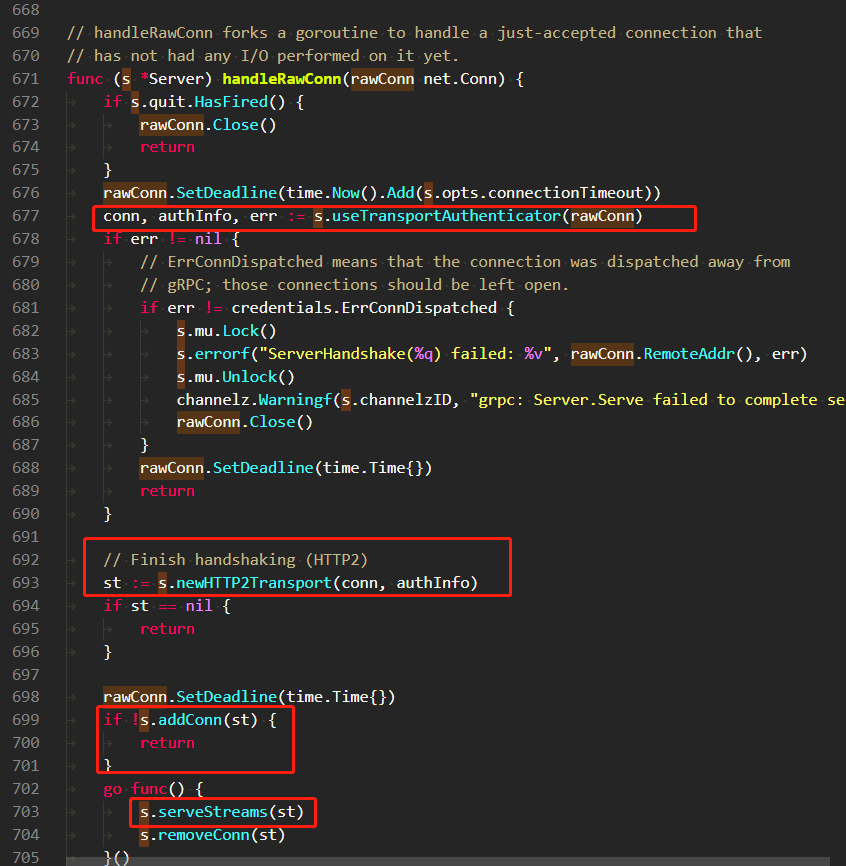 668
669 // handleRawConn forks a goroutine to handle a just-accepted connection that
670 // has not had any I/O performed on it yet.
671 func (s *Server) handleRawConn(rawConn net.Conn) {
672 if s.quit.HasFired() {
673 rawConn.Close()
674 return
675 }
676 rawConn.SetDeadline(time.Now().Add(s.opts.connectionTimeout))
677 conn, authInfo, err := s.useTransportAuthenticator(rawConn)
678 if err != nil {
679 // ErrConnDispatched means that the connection was dispatched away from
680 // gRPC; those connections should be left open.
681 if err != credentials.ErrConnDispatched {
682 s.mu.Lock()
683 s.errorf("ServerHandshake(%q) failed: %v", rawConn.RemoteAddr(), err)
684 s.mu.Unlock()
685 channelz.Warningf(s.channelzID, "grpc: Server.Serve failed to complete se
686 rawConn.Close()
687 }
688 rawConn.SetDeadline(time.Time{})
689 return
690 }
691
692 // Finish handshaking (HTTP2)
693 st := s.newHTTP2Transport(conn, authInfo)
694 if st == nil {
695 return
696 }
697
698 rawConn.SetDeadline(time.Time{})
699 if !s.addConn(st) {
700 return
701 }
702 go func() {
703 s.serveStreams(st)
704 s.removeConn(st)
705 }()